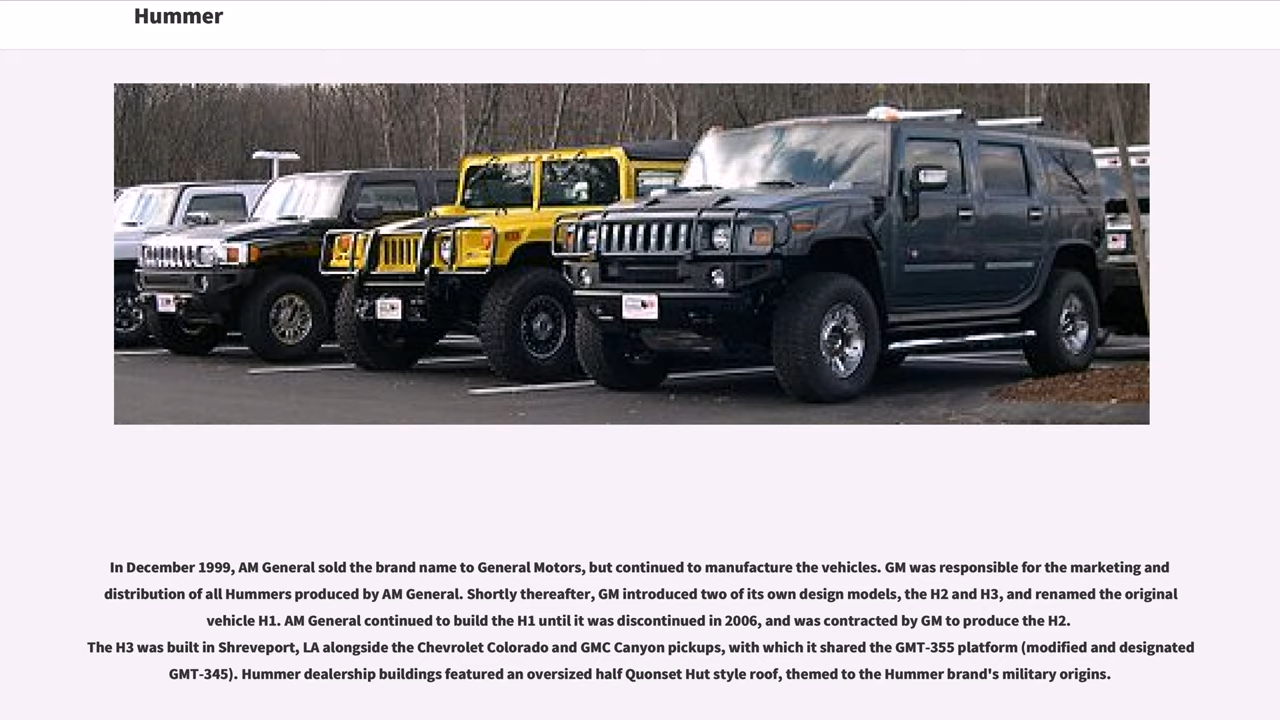 Hummer
In December 1999, AM General sold the brand name to General Motors, but continued to manufacture the vehicles. GM was responsible for the marketing and
distribution of all Hummers produced by AM General. Shortly thereafter, GM introduced two of its own design models, the H2 and H3, and renamed the original
vehicle H1. AM General continued to build the H1 until it was discontinued in 2006, and was contracted by GM to produce the H2.
The H3 was built in Shreveport, LA alongside the Chevrolet Colorado and GMC Canyon pickups, with which it shared the GMT-355 platform (modified and designated
GMT-345). Hummer dealership buildings featured an oversized half Quonset Hut style roof, themed to the Hummer brand's military origins.